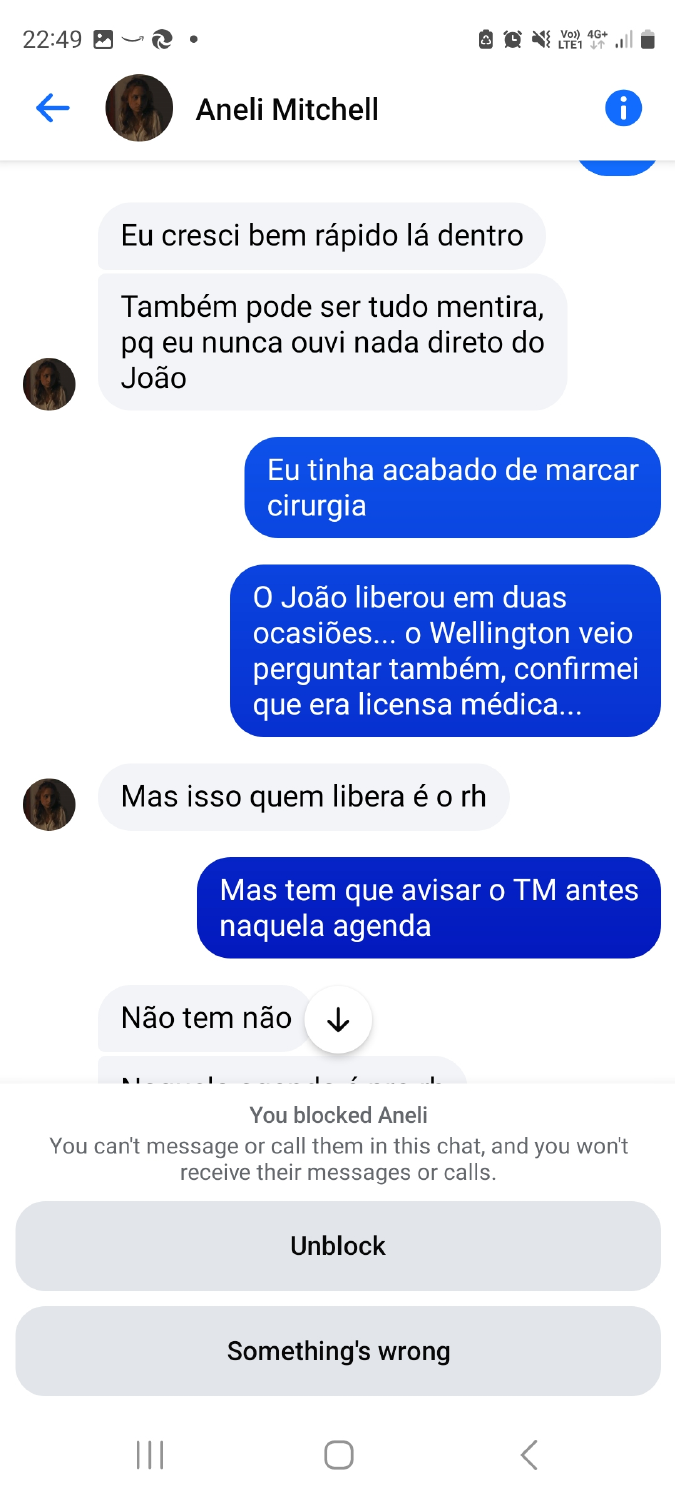 22:49
Vo))
LTE1
4G+
Aneli Mitchell
Eu cresci bem rápido lá dentro
Também pode ser tudo mentira,
pq eu nunca ouvi nada direto do
João
Eu tinha acabado de marcar
cirurgia
O João liberou em duas
ocasiões... o Wellington veio
perguntar também, confirmei
que era licensa médica...
Mas isso quem libera é o rh
Mas tem que avisar o TM antes
naquela agenda
Não tem não
Naquela agenda é pro rh
You blocked Aneli
You can't message or call them in this chat, and you won't
receive their messages or calls.
Unblock
Something's wrong